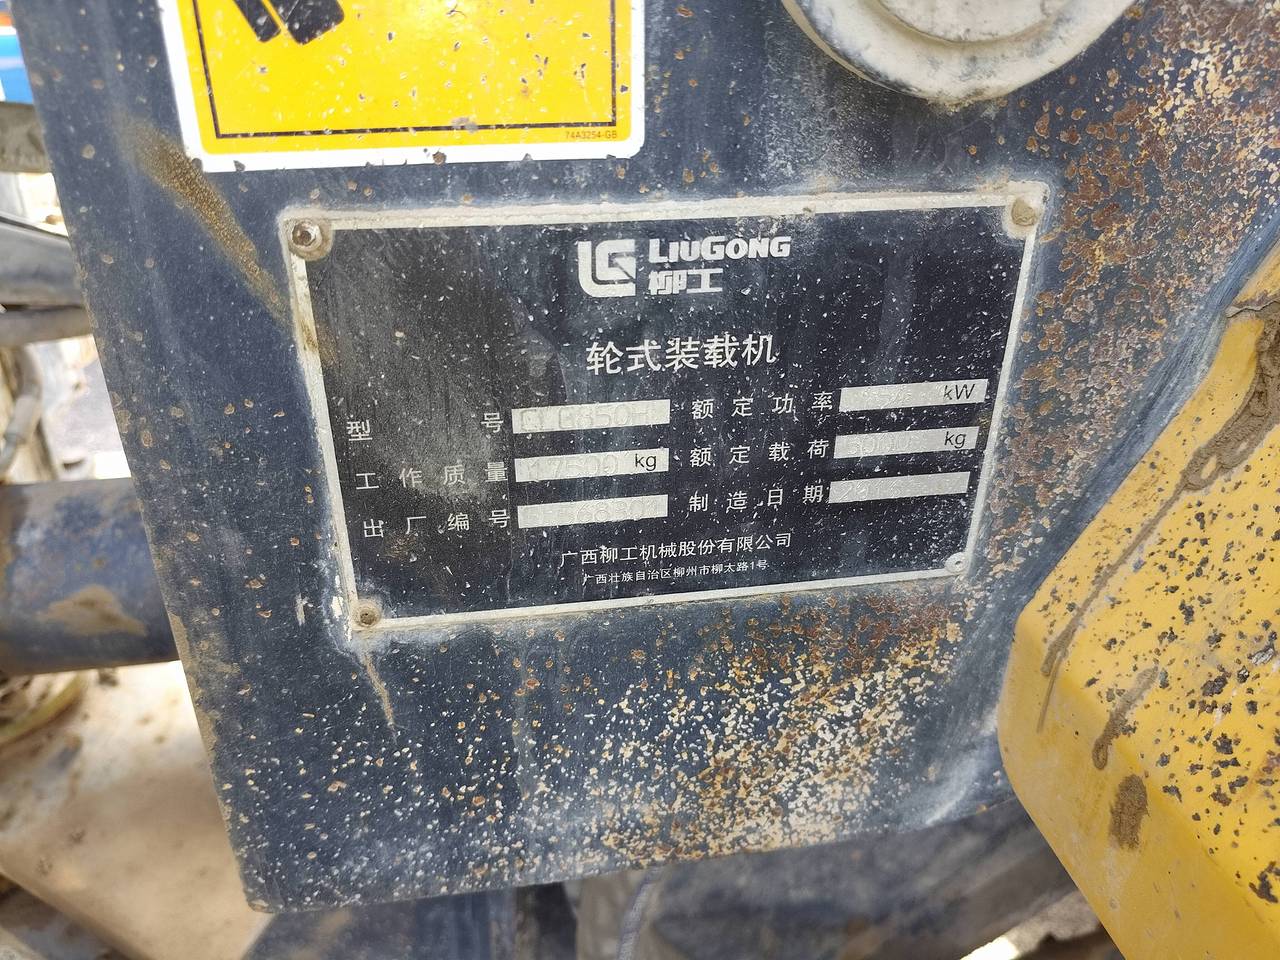 74A3254-GB
LIUGONG
柳工
轮式装载机
型号 CLG850H 额定功率 kW
工作质量 17500 kg 额定载荷 kg
出厂编号 制造日期
广西柳工机械股份有限公司
广西壮族自治区柳州市柳太路1号